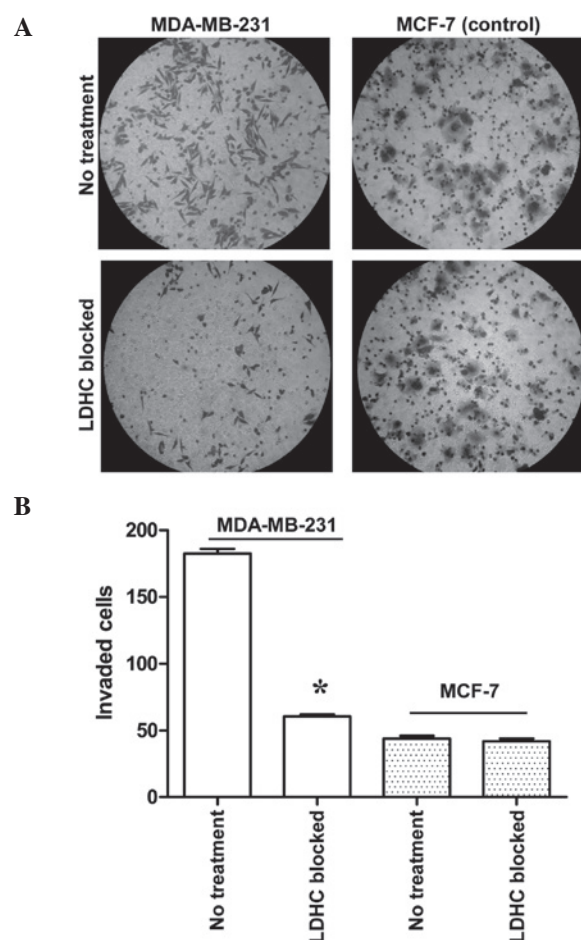 A
MDA-MB-231
MCF-7 (control)
No treatment
LDHC blocked
B
200
150
100
50
0
Invaded cells
MDA-MB-231
*
MCF-7
No treatment
LDHC blocked
No treatment
LDHC blocked